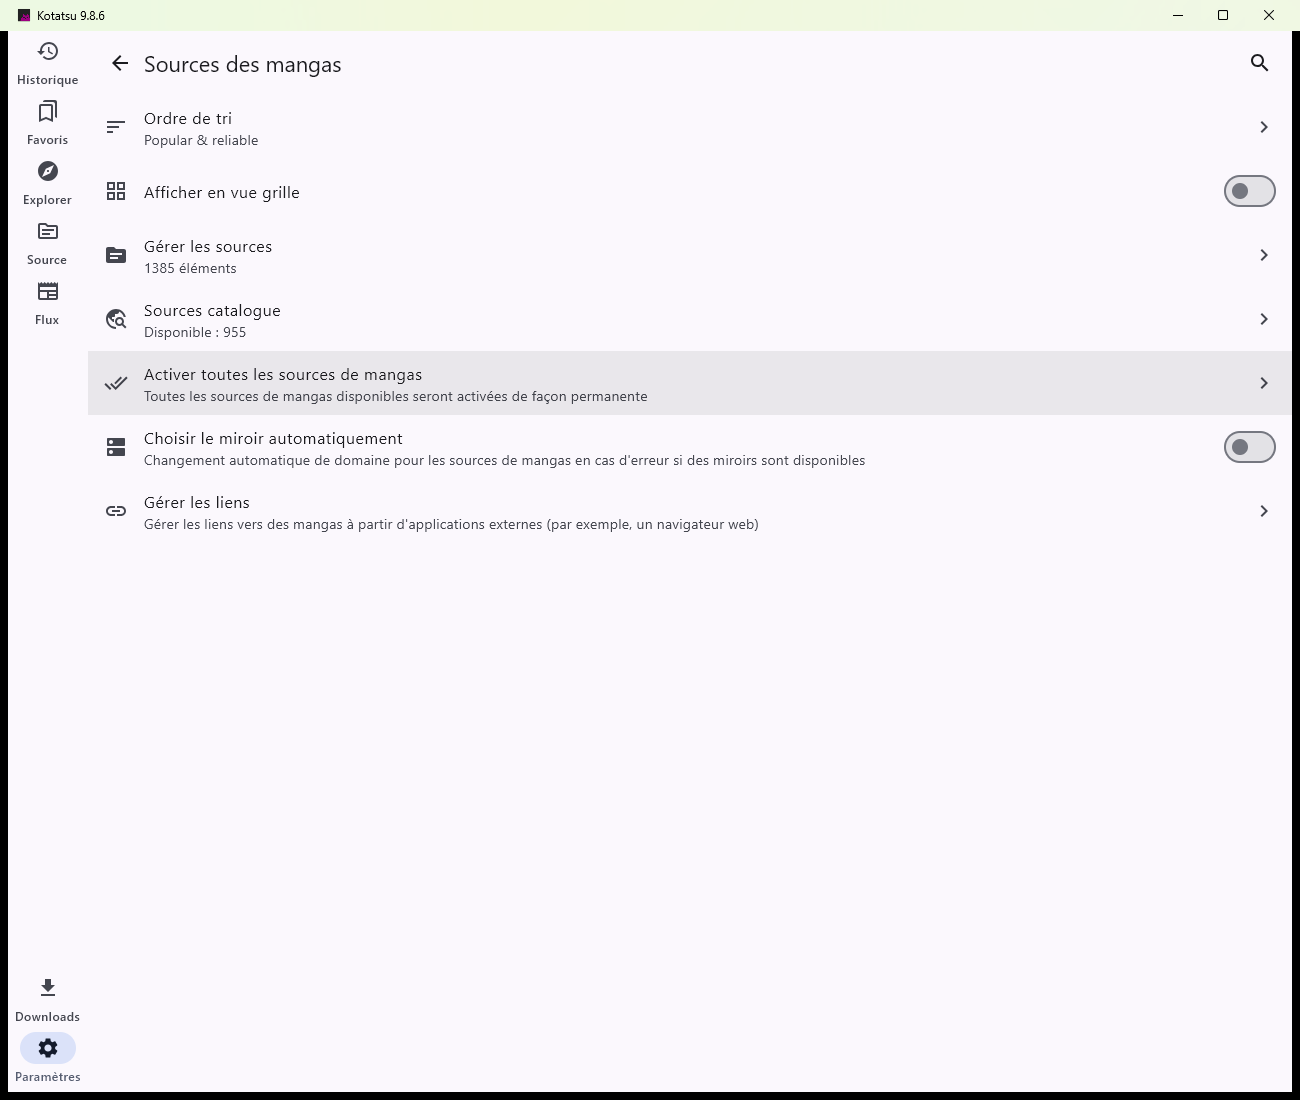 Kotatsu 9.8.6
Historique
Favoris
Explorer
Source
Flux
Downloads
Paramètres
Sources des mangas
Ordre de tri
Popular & reliable
Afficher en vue grille
Gérer les sources
1385 éléments
Sources catalogue
Disponible : 955
Activer toutes les sources de mangas
Toutes les sources de mangas disponibles seront activées de façon permanente
Choisir le miroir automatiquement
Changement automatique de domaine pour les sources de mangas en cas d'erreur si des miroirs sont disponibles
Gérer les liens
Gérer les liens vers des mangas à partir d'applications externes (par exemple, un navigateur web)